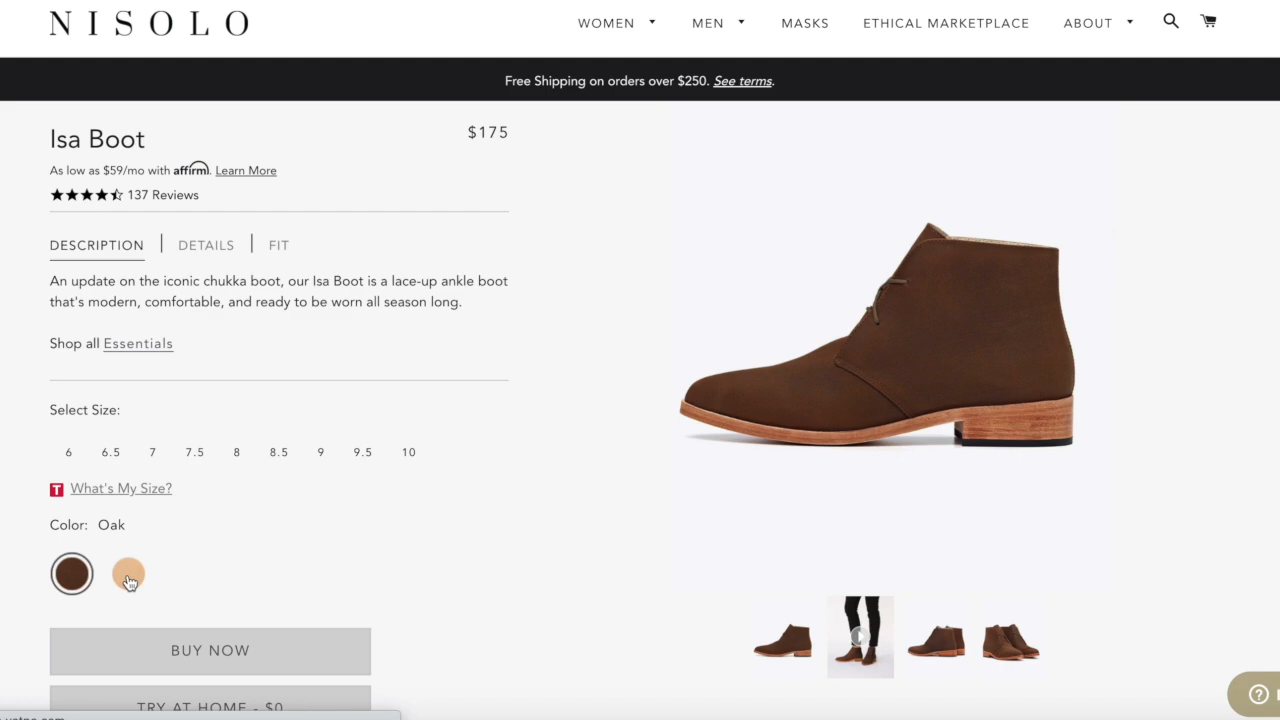 NISOLO
WOMEN MEN MASKS ETHICAL MARKETPLACE ABOUT
Free Shipping on orders over $250. See terms.
Isa Boot
$175
As low as $59/mo with affirm. Learn More
137 Reviews
DESCRIPTION DETAILS FIT
An update on the iconic chukka boot, our Isa Boot is a lace-up ankle boot
that's modern, comfortable, and ready to be worn all season long.
Shop all Essentials
Select Size:
6 6.5 7 7.5 8 8.5 9 9.5 10
T What's My Size?
Color: Oak
BUY NOW
TRY AT HOME - $0